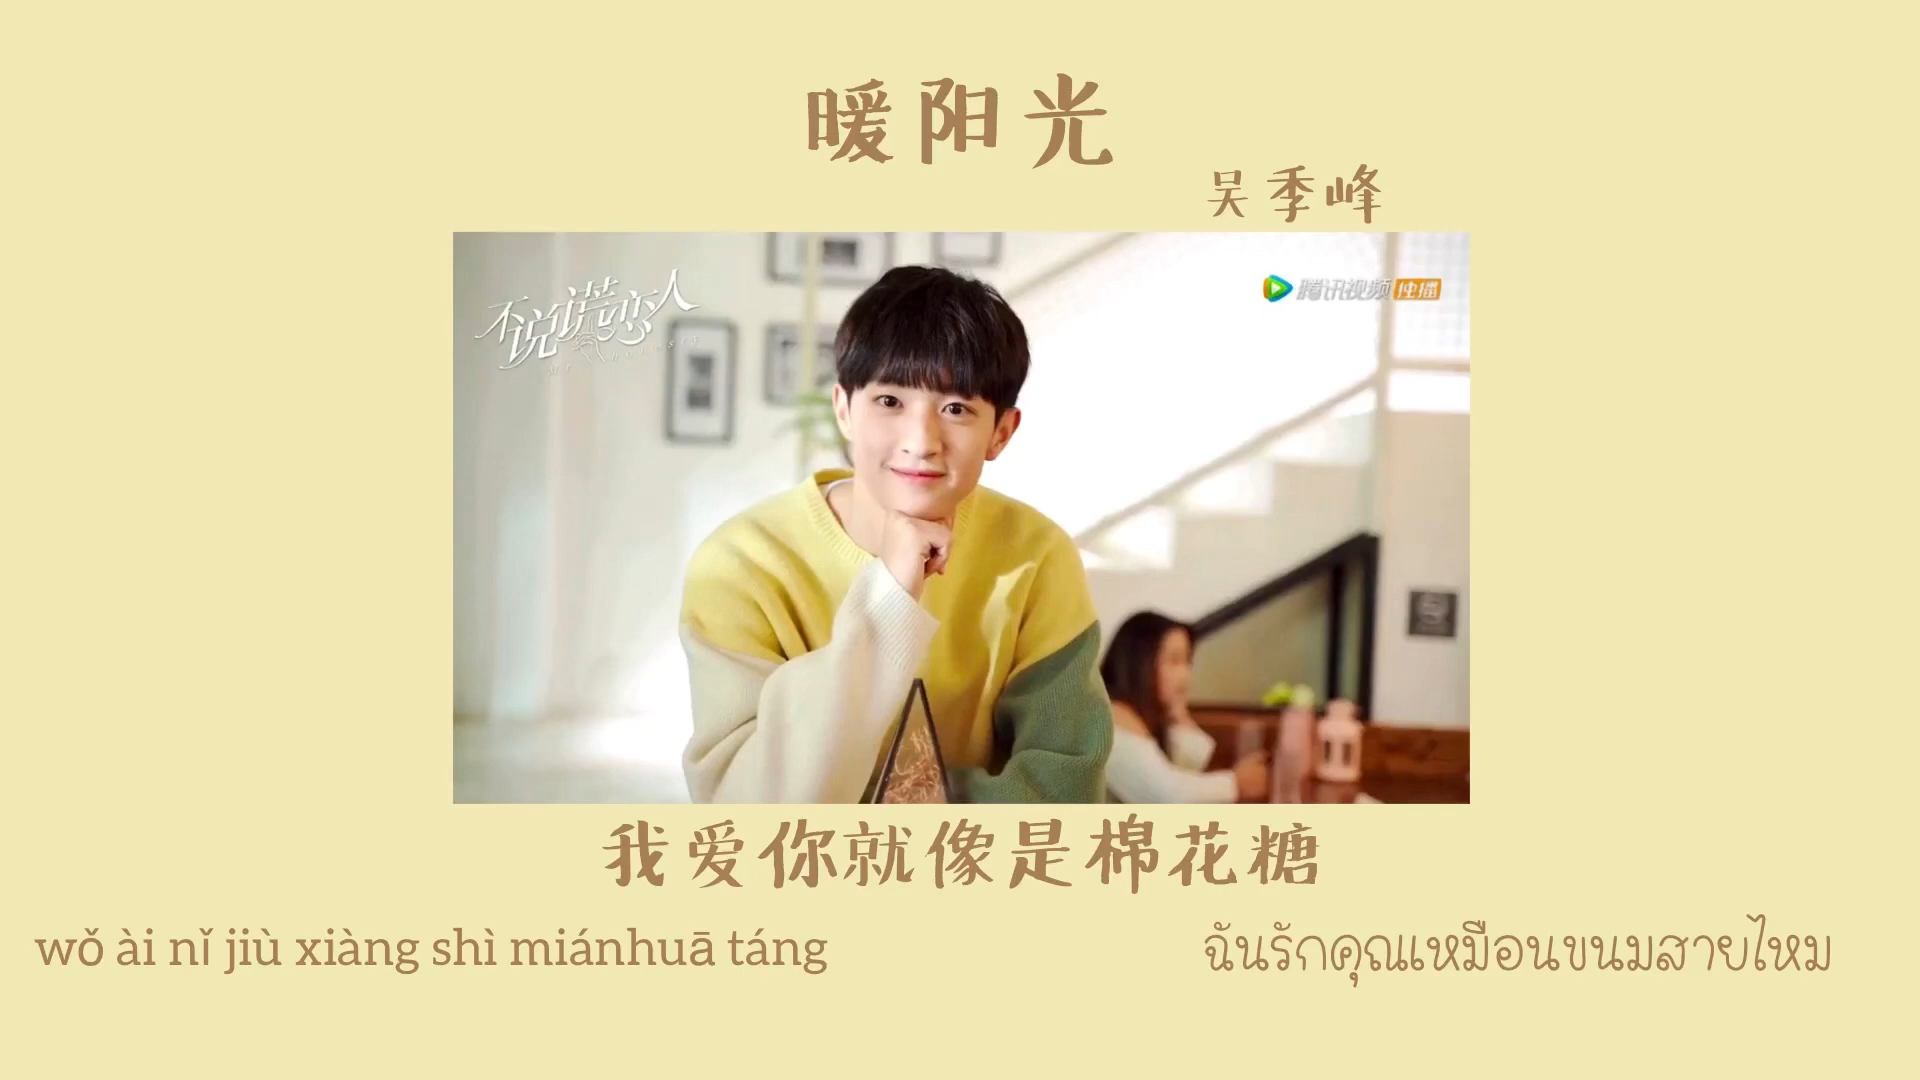 暖阳光
吴季峰
不说谎恋人
腾讯视频 独播
我爱你就像是棉花糖
wǒ ài nǐ jiù xiàng shì miánhuā táng
ฉันรักคุณเหมือนขนมสายไหม